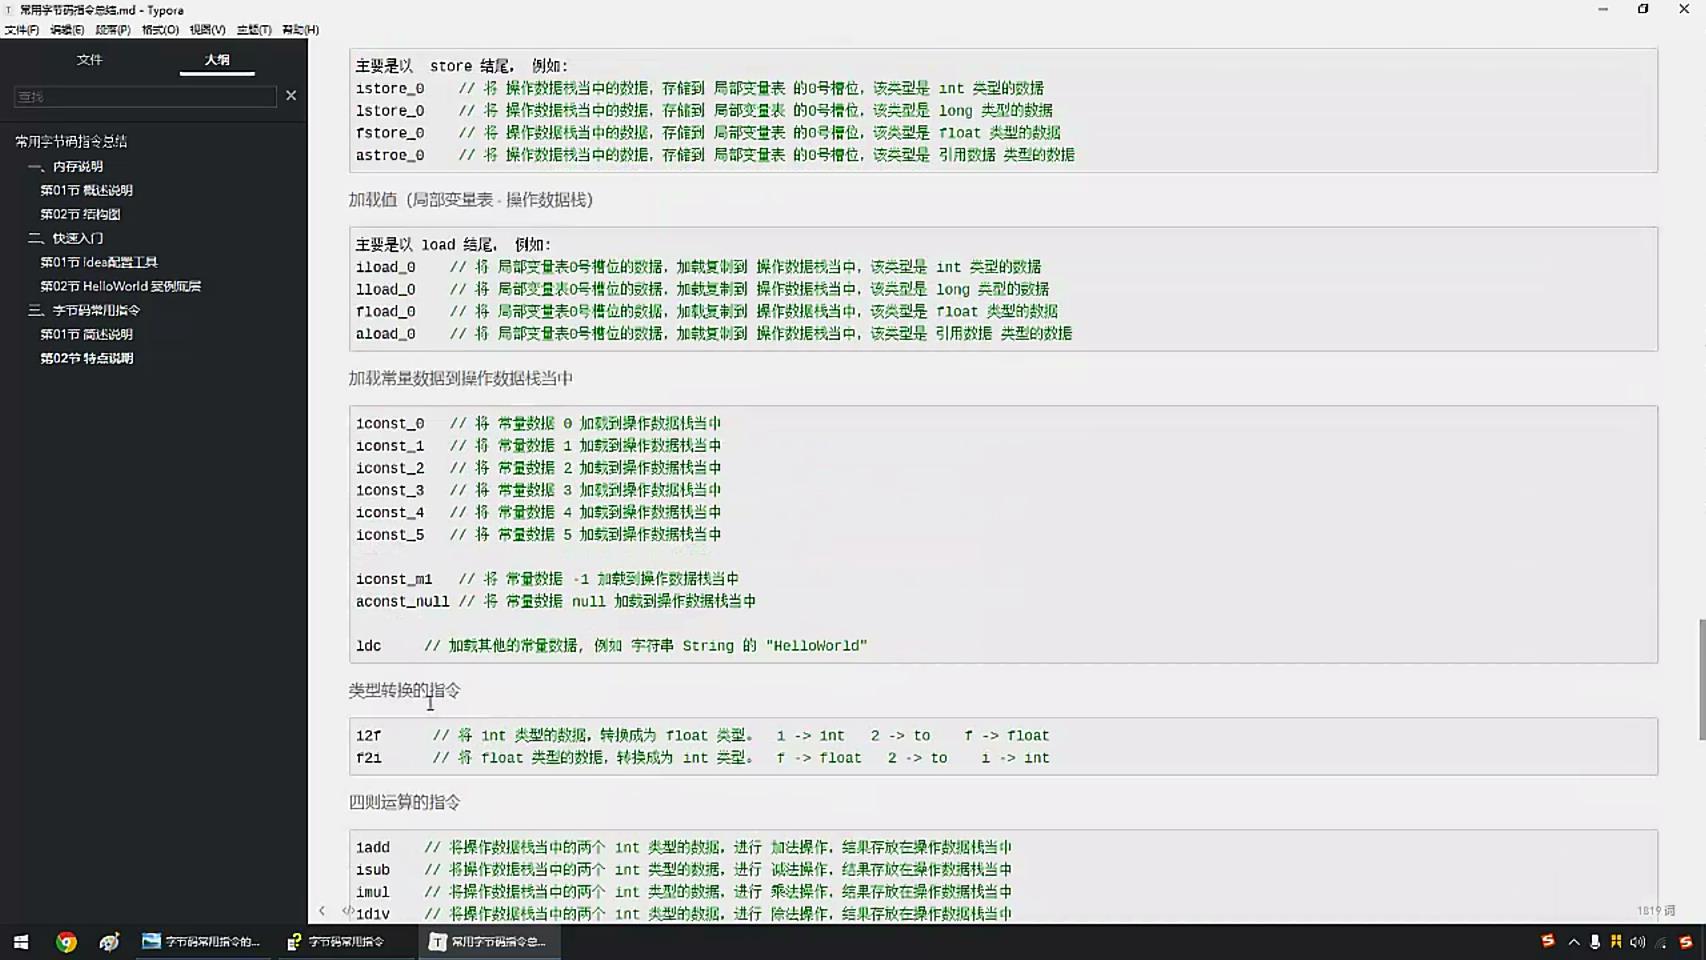 常用字节码指令总结.md - Typora
文件(F) 编辑(E) 段落(P) 格式(O) 视图(V) 主题(T) 帮助(H)
文件 大纲
查找
常用字节码指令总结
一、内存说明
第01节 概述说明
第02节 结构图
二、快速入门
第01节 Idea配置工具
第02节 HelloWorld 案例底层
三、字节码常用指令
第01节 简述说明
第02节 特点说明
主要是以 store 结尾, 例如:
istore_0 // 将 操作数据栈当中的数据，存储到 局部变量表 的0号槽位，该类型是 int 类型的数据
lstore_0 // 将 操作数据栈当中的数据，存储到 局部变量表 的0号槽位，该类型是 long 类型的数据
fstore_0 // 将 操作数据栈当中的数据，存储到 局部变量表 的0号槽位，该类型是 float 类型的数据
astroe_0 // 将 操作数据栈当中的数据，存储到 局部变量表 的0号槽位，该类型是 引用数据 类型的数据
加载值（局部变量表 - 操作数据栈）
主要是以 load 结尾, 例如:
iload_0 // 将 局部变量表0号槽位的数据，加载复制到 操作数据栈当中，该类型是 int 类型的数据
lload_0 // 将 局部变量表0号槽位的数据，加载复制到 操作数据栈当中，该类型是 long 类型的数据
fload_0 // 将 局部变量表0号槽位的数据，加载复制到 操作数据栈当中，该类型是 float 类型的数据
aload_0 // 将 局部变量表0号槽位的数据，加载复制到 操作数据栈当中，该类型是 引用数据 类型的数据
加载常量数据到操作数据栈当中
iconst_0 // 将 常量数据 0 加载到操作数据栈当中
iconst_1 // 将 常量数据 1 加载到操作数据栈当中
iconst_2 // 将 常量数据 2 加载到操作数据栈当中
iconst_3 // 将 常量数据 3 加载到操作数据栈当中
iconst_4 // 将 常量数据 4 加载到操作数据栈当中
iconst_5 // 将 常量数据 5 加载到操作数据栈当中
iconst_m1 // 将 常量数据 -1 加载到操作数据栈当中
aconst_null // 将 常量数据 null 加载到操作数据栈当中
ldc // 加载其他的常量数据, 例如 字符串 String 的 "HelloWorld"
类型转换的指令
i2f // 将 int 类型的数据，转换成为 float 类型。 i -> int 2 -> to f -> float
f2i // 将 float 类型的数据，转换成为 int 类型。 f -> float 2 -> to i -> int
四则运算的指令
iadd // 将操作数据栈当中的两个 int 类型的数据，进行 加法操作，结果存放在操作数据栈当中
isub // 将操作数据栈当中的两个 int 类型的数据，进行 减法操作，结果存放在操作数据栈当中
imul // 将操作数据栈当中的两个 int 类型的数据，进行 乘法操作，结果存放在操作数据栈当中
idiv // 将操作数据栈当中的两个 int 类型的数据，进行 除法操作，结果存放在操作数据栈当中
1819 词
字节码常用指令的... 字节码常用指令 常用字节码指令总...